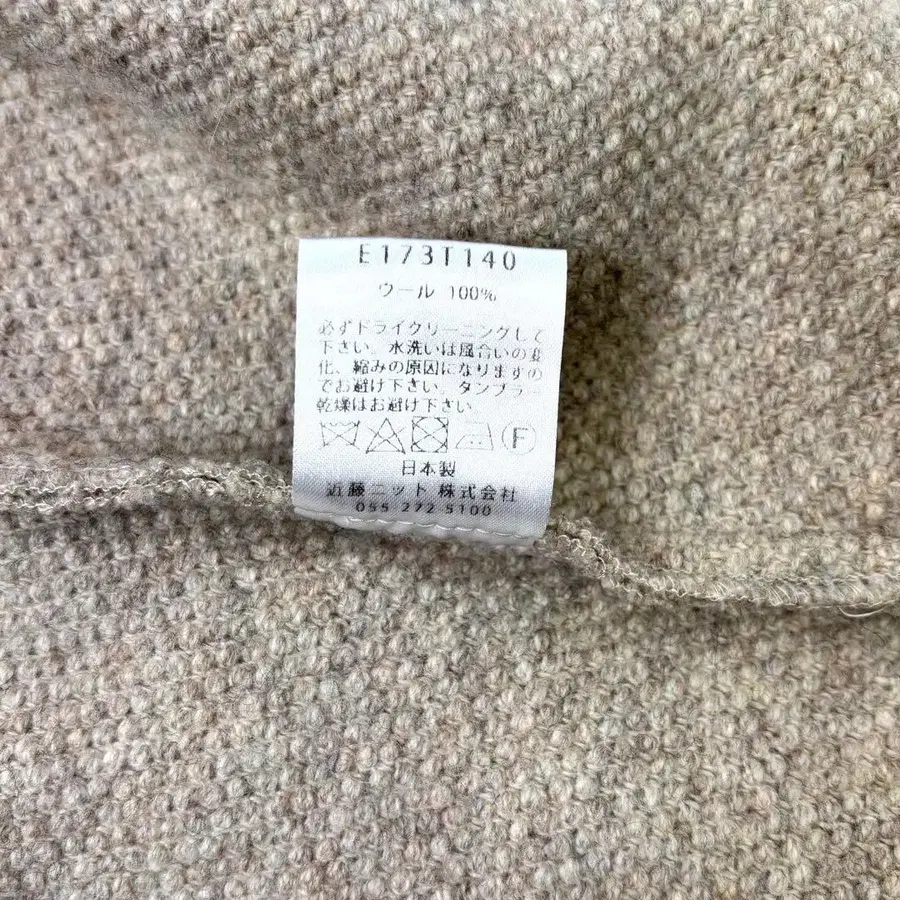 E173T140
ウール 100%
必ずドライクリーニングして
下さい。水洗いは風合いの変
化、縮みの原因になりますの
でお避け下さい。タンブラー
乾燥はお避け下さい。
F
日本製
近藤ニット 株式会社
055 272 5100